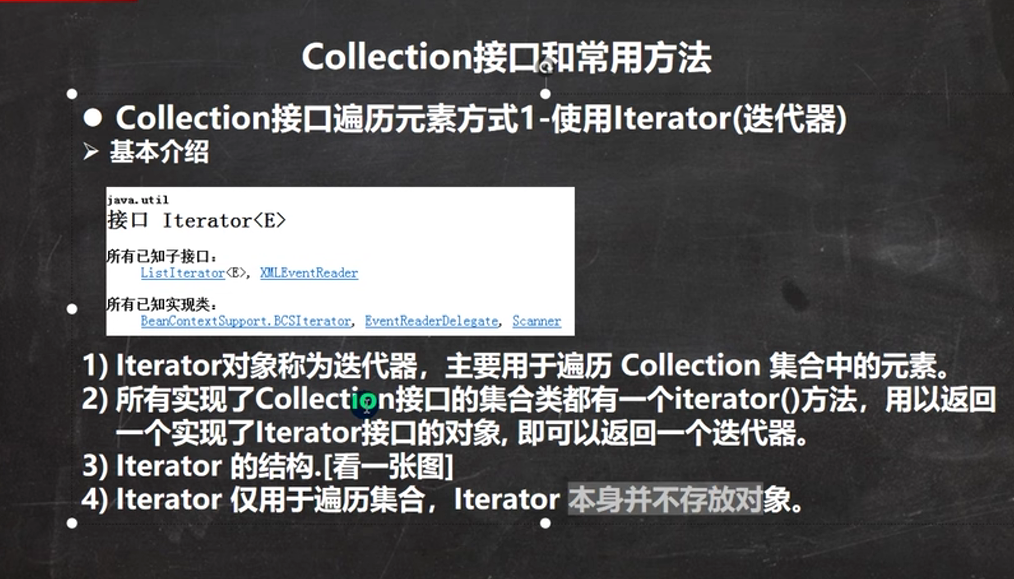 Collection接口和常用方法
● Collection接口遍历元素方式1-使用Iterator(迭代器)
➢ 基本介绍
java.util
接口 Iterator<E>
所有已知子接口:
ListIterator<E>, XMLEventReader
所有已知实现类:
BeanContextSupport.BCSIterator, EventReaderDelegate, Scanner
1) Iterator对象称为迭代器，主要用于遍历 Collection 集合中的元素。
2) 所有实现了Collection接口的集合类都有一个iterator()方法，用以返回
一个实现了Iterator接口的对象, 即可以返回一个迭代器。
3) Iterator 的结构.[看一张图]
4) Iterator 仅用于遍历集合，Iterator 本身并不存放对象。